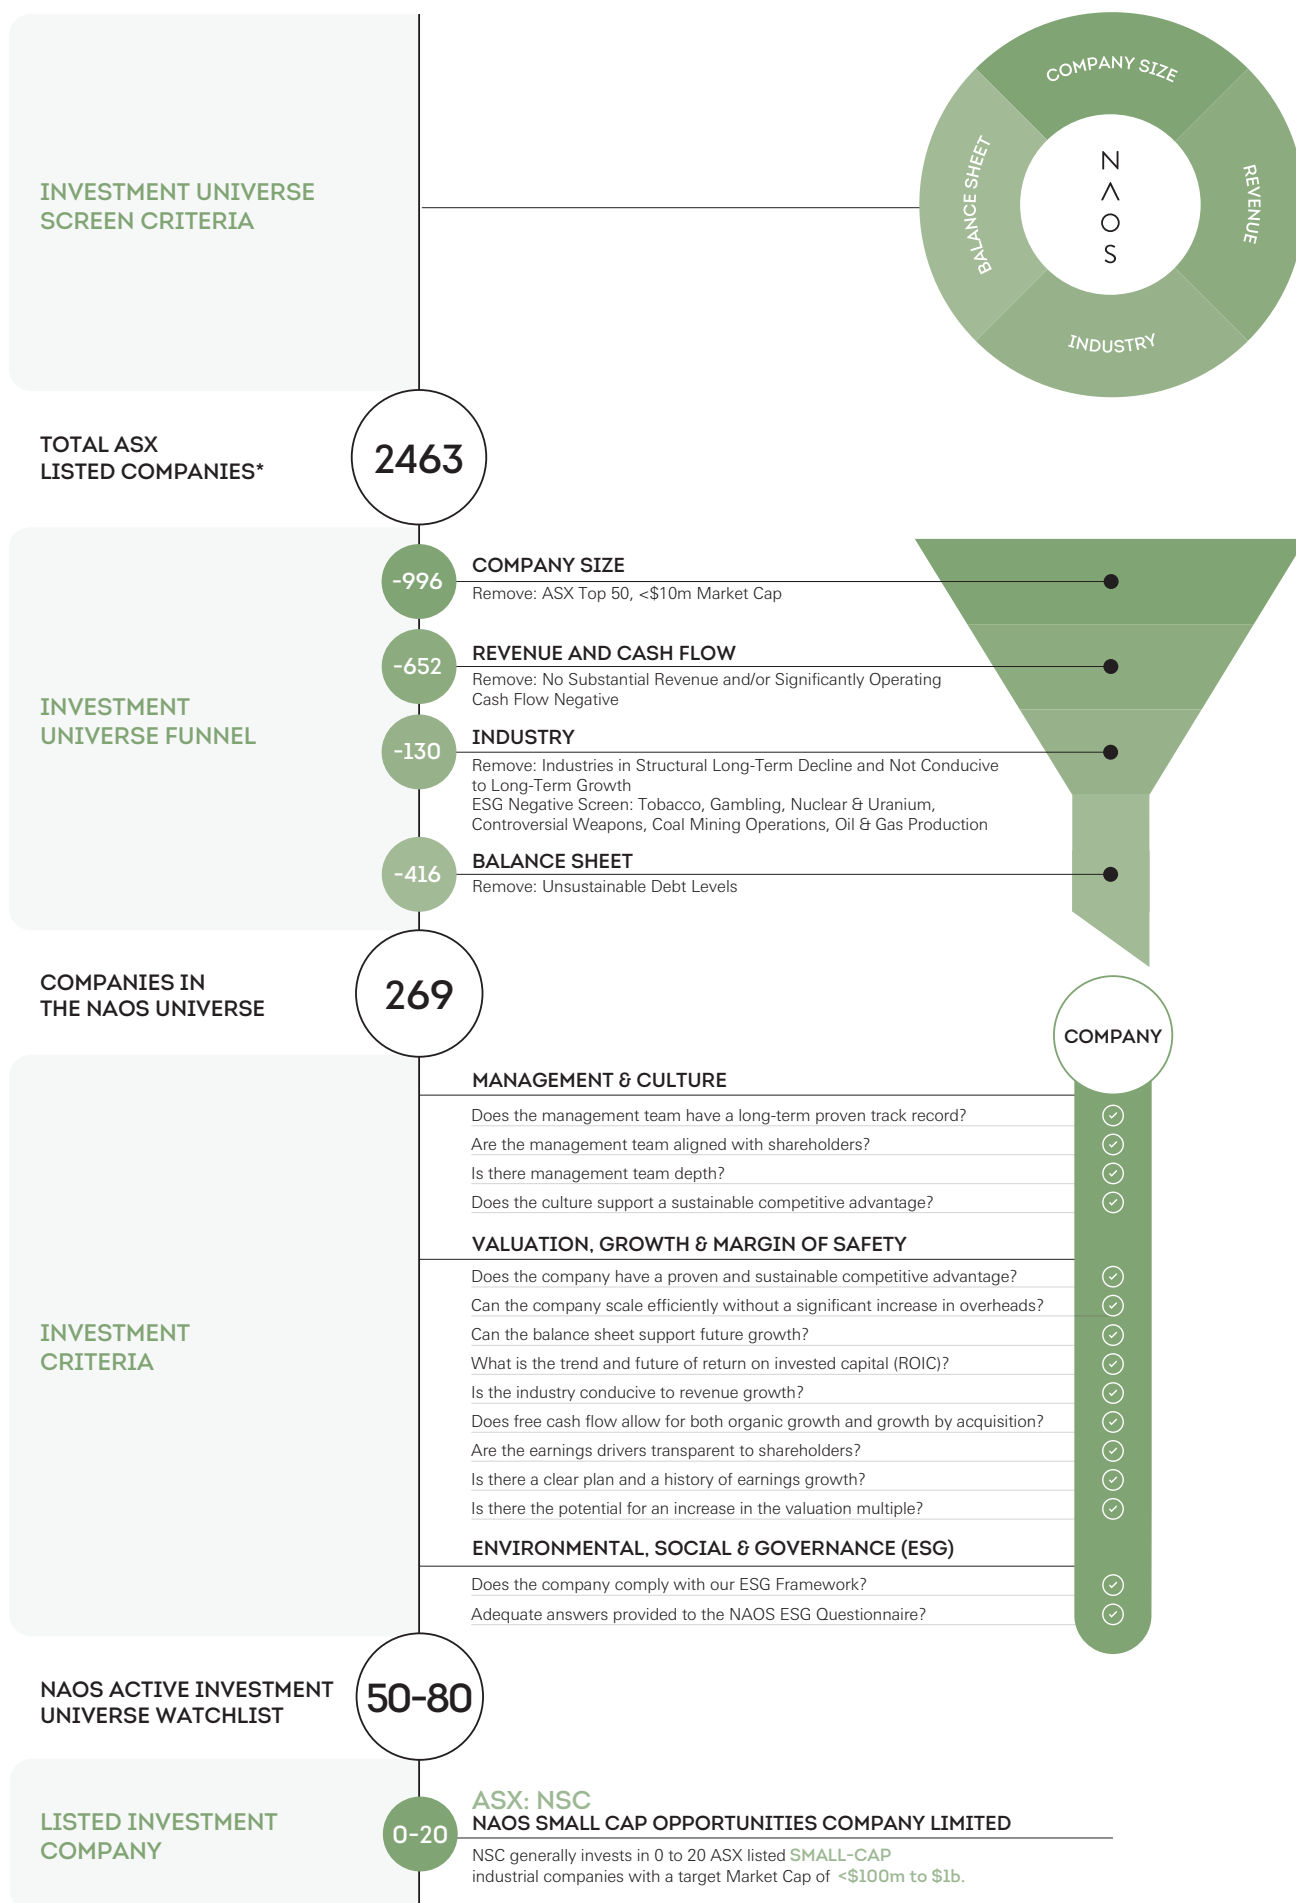 INVESTMENT UNIVERSE
SCREEN CRITERIA
COMPANY SIZE
REVENUE
INDUSTRY
BALANCE SHEET
NΛOS
TOTAL ASX
LISTED COMPANIES*
2463
INVESTMENT
UNIVERSE FUNNEL
-996
COMPANY SIZE
Remove: ASX Top 50, <$10m Market Cap
-652
REVENUE AND CASH FLOW
Remove: No Substantial Revenue and/or Significantly Operating
Cash Flow Negative
-130
INDUSTRY
Remove: Industries in Structural Long-Term Decline and Not Conducive
to Long-Term Growth
ESG Negative Screen: Tobacco, Gambling, Nuclear & Uranium,
Controversial Weapons, Coal Mining Operations, Oil & Gas Production
-416
BALANCE SHEET
Remove: Unsustainable Debt Levels
COMPANIES IN
THE NAOS UNIVERSE
269
COMPANY
INVESTMENT
CRITERIA
MANAGEMENT & CULTURE
Does the management team have a long-term proven track record?
Are the management team aligned with shareholders?
Is there management team depth?
Does the culture support a sustainable competitive advantage?
VALUATION, GROWTH & MARGIN OF SAFETY
Does the company have a proven and sustainable competitive advantage?
Can the company scale efficiently without a significant increase in overheads?
Can the balance sheet support future growth?
What is the trend and future of return on invested capital (ROIC)?
Is the industry conducive to revenue growth?
Does free cash flow allow for both organic growth and growth by acquisition?
Are the earnings drivers transparent to shareholders?
Is there a clear plan and a history of earnings growth?
Is there the potential for an increase in the valuation multiple?
ENVIRONMENTAL, SOCIAL & GOVERNANCE (ESG)
Does the company comply with our ESG Framework?
Adequate answers provided to the NAOS ESG Questionnaire?
NAOS ACTIVE INVESTMENT
UNIVERSE WATCHLIST
50-80
LISTED INVESTMENT
COMPANY
0-20
ASX: NSC
NAOS SMALL CAP OPPORTUNITIES COMPANY LIMITED
NSC generally invests in 0 to 20 ASX listed SMALL-CAP
industrial companies with a target Market Cap of <$100m to $1b.